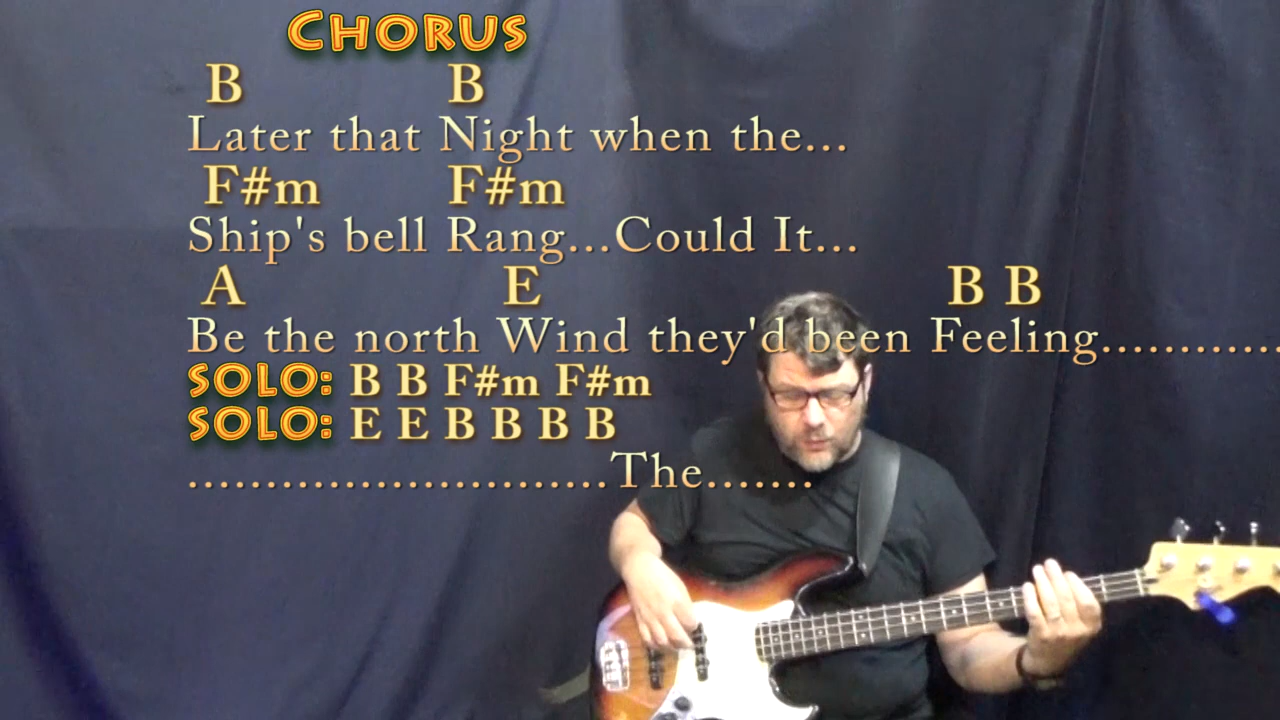 CHORUS
B B
Later that Night when the...
F#m F#m
Ship's bell Rang...Could It...
A E B B
Be the north Wind they'd been Feeling............
SOLO: B B F#m F#m
SOLO: E E B B B B
...........................The.......